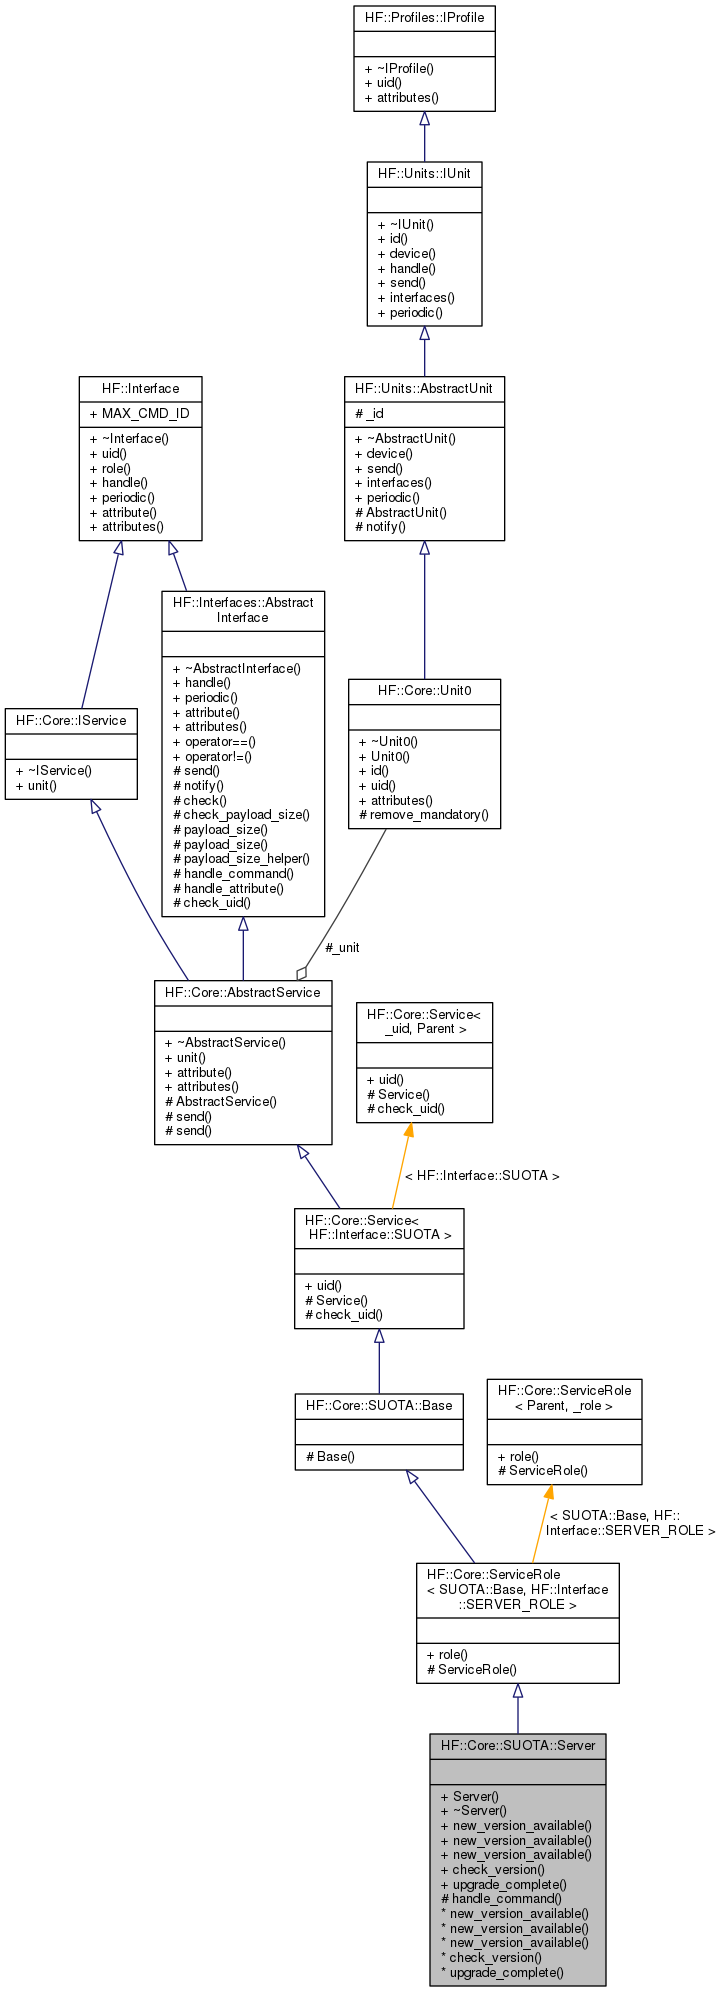 HF::Profiles::IProfile
+ ~IProfile()
+ uid()
+ attributes()
HF::Units::IUnit
+ ~IUnit()
+ id()
+ device()
+ handle()
+ send()
+ interfaces()
+ periodic()
HF::Interface
+ MAX_CMD_ID
+ ~Interface()
+ uid()
+ role()
+ handle()
+ periodic()
+ attribute()
+ attributes()
HF::Units::AbstractUnit
# _id
+ ~AbstractUnit()
+ device()
+ send()
+ interfaces()
+ periodic()
# AbstractUnit()
# notify()
HF::Interfaces::Abstract
Interface
+ ~AbstractInterface()
+ handle()
+ periodic()
+ attribute()
+ attributes()
+ operator==()
+ operator!=()
# send()
# notify()
# check()
# check_payload_size()
# payload_size()
# payload_size()
# payload_size_helper()
# handle_command()
# handle_attribute()
# check_uid()
HF::Core::Unit0
+ ~Unit0()
+ Unit0()
+ id()
+ uid()
+ attributes()
# remove_mandatory()
HF::Core::IService
+ ~IService()
+ unit()
#_unit
HF::Core::AbstractService
+ ~AbstractService()
+ unit()
+ attribute()
+ attributes()
# AbstractService()
# send()
# send()
HF::Core::Service<
_uid, Parent >
+ uid()
# Service()
# check_uid()
< HF::Interface::SUOTA >
HF::Core::Service<
HF::Interface::SUOTA >
+ uid()
# Service()
# check_uid()
HF::Core::SUOTA::Base
# Base()
HF::Core::ServiceRole
< Parent, _role >
+ role()
# ServiceRole()
< SUOTA::Base, HF::
Interface::SERVER_ROLE >
HF::Core::ServiceRole
< SUOTA::Base, HF::Interface
::SERVER_ROLE >
+ role()
# ServiceRole()
HF::Core::SUOTA::Server
+ Server()
+ ~Server()
+ new_version_available()
+ new_version_available()
+ new_version_available()
+ check_version()
+ upgrade_complete()
# handle_command()
* new_version_available()
* new_version_available()
* new_version_available()
* check_version()
* upgrade_complete()